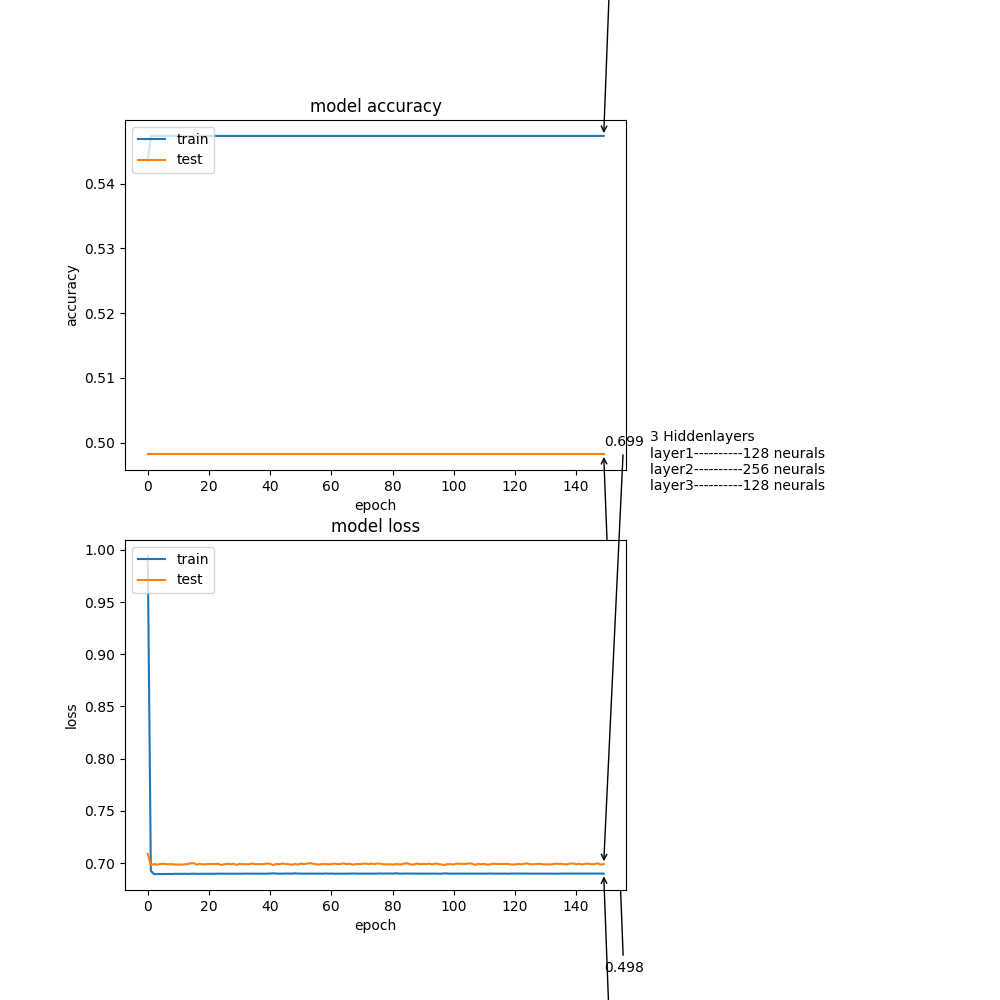 model accuracy
train
test
0.54
0.53
0.52
0.51
0.50
accuracy
0 20 40 60 80 100 120 140
epoch
0.699
3 Hiddenlayers
layer1----------128 neurals
layer2----------256 neurals
layer3----------128 neurals
model loss
train
test
1.00
0.95
0.90
0.85
0.80
0.75
0.70
loss
0 20 40 60 80 100 120 140
epoch
0.498